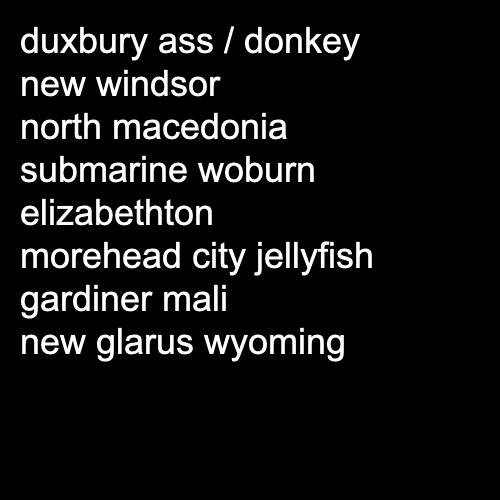 duxbury ass / donkey
new windsor
north macedonia
submarine woburn
elizabethton
morehead city jellyfish
gardiner mali
new glarus wyoming